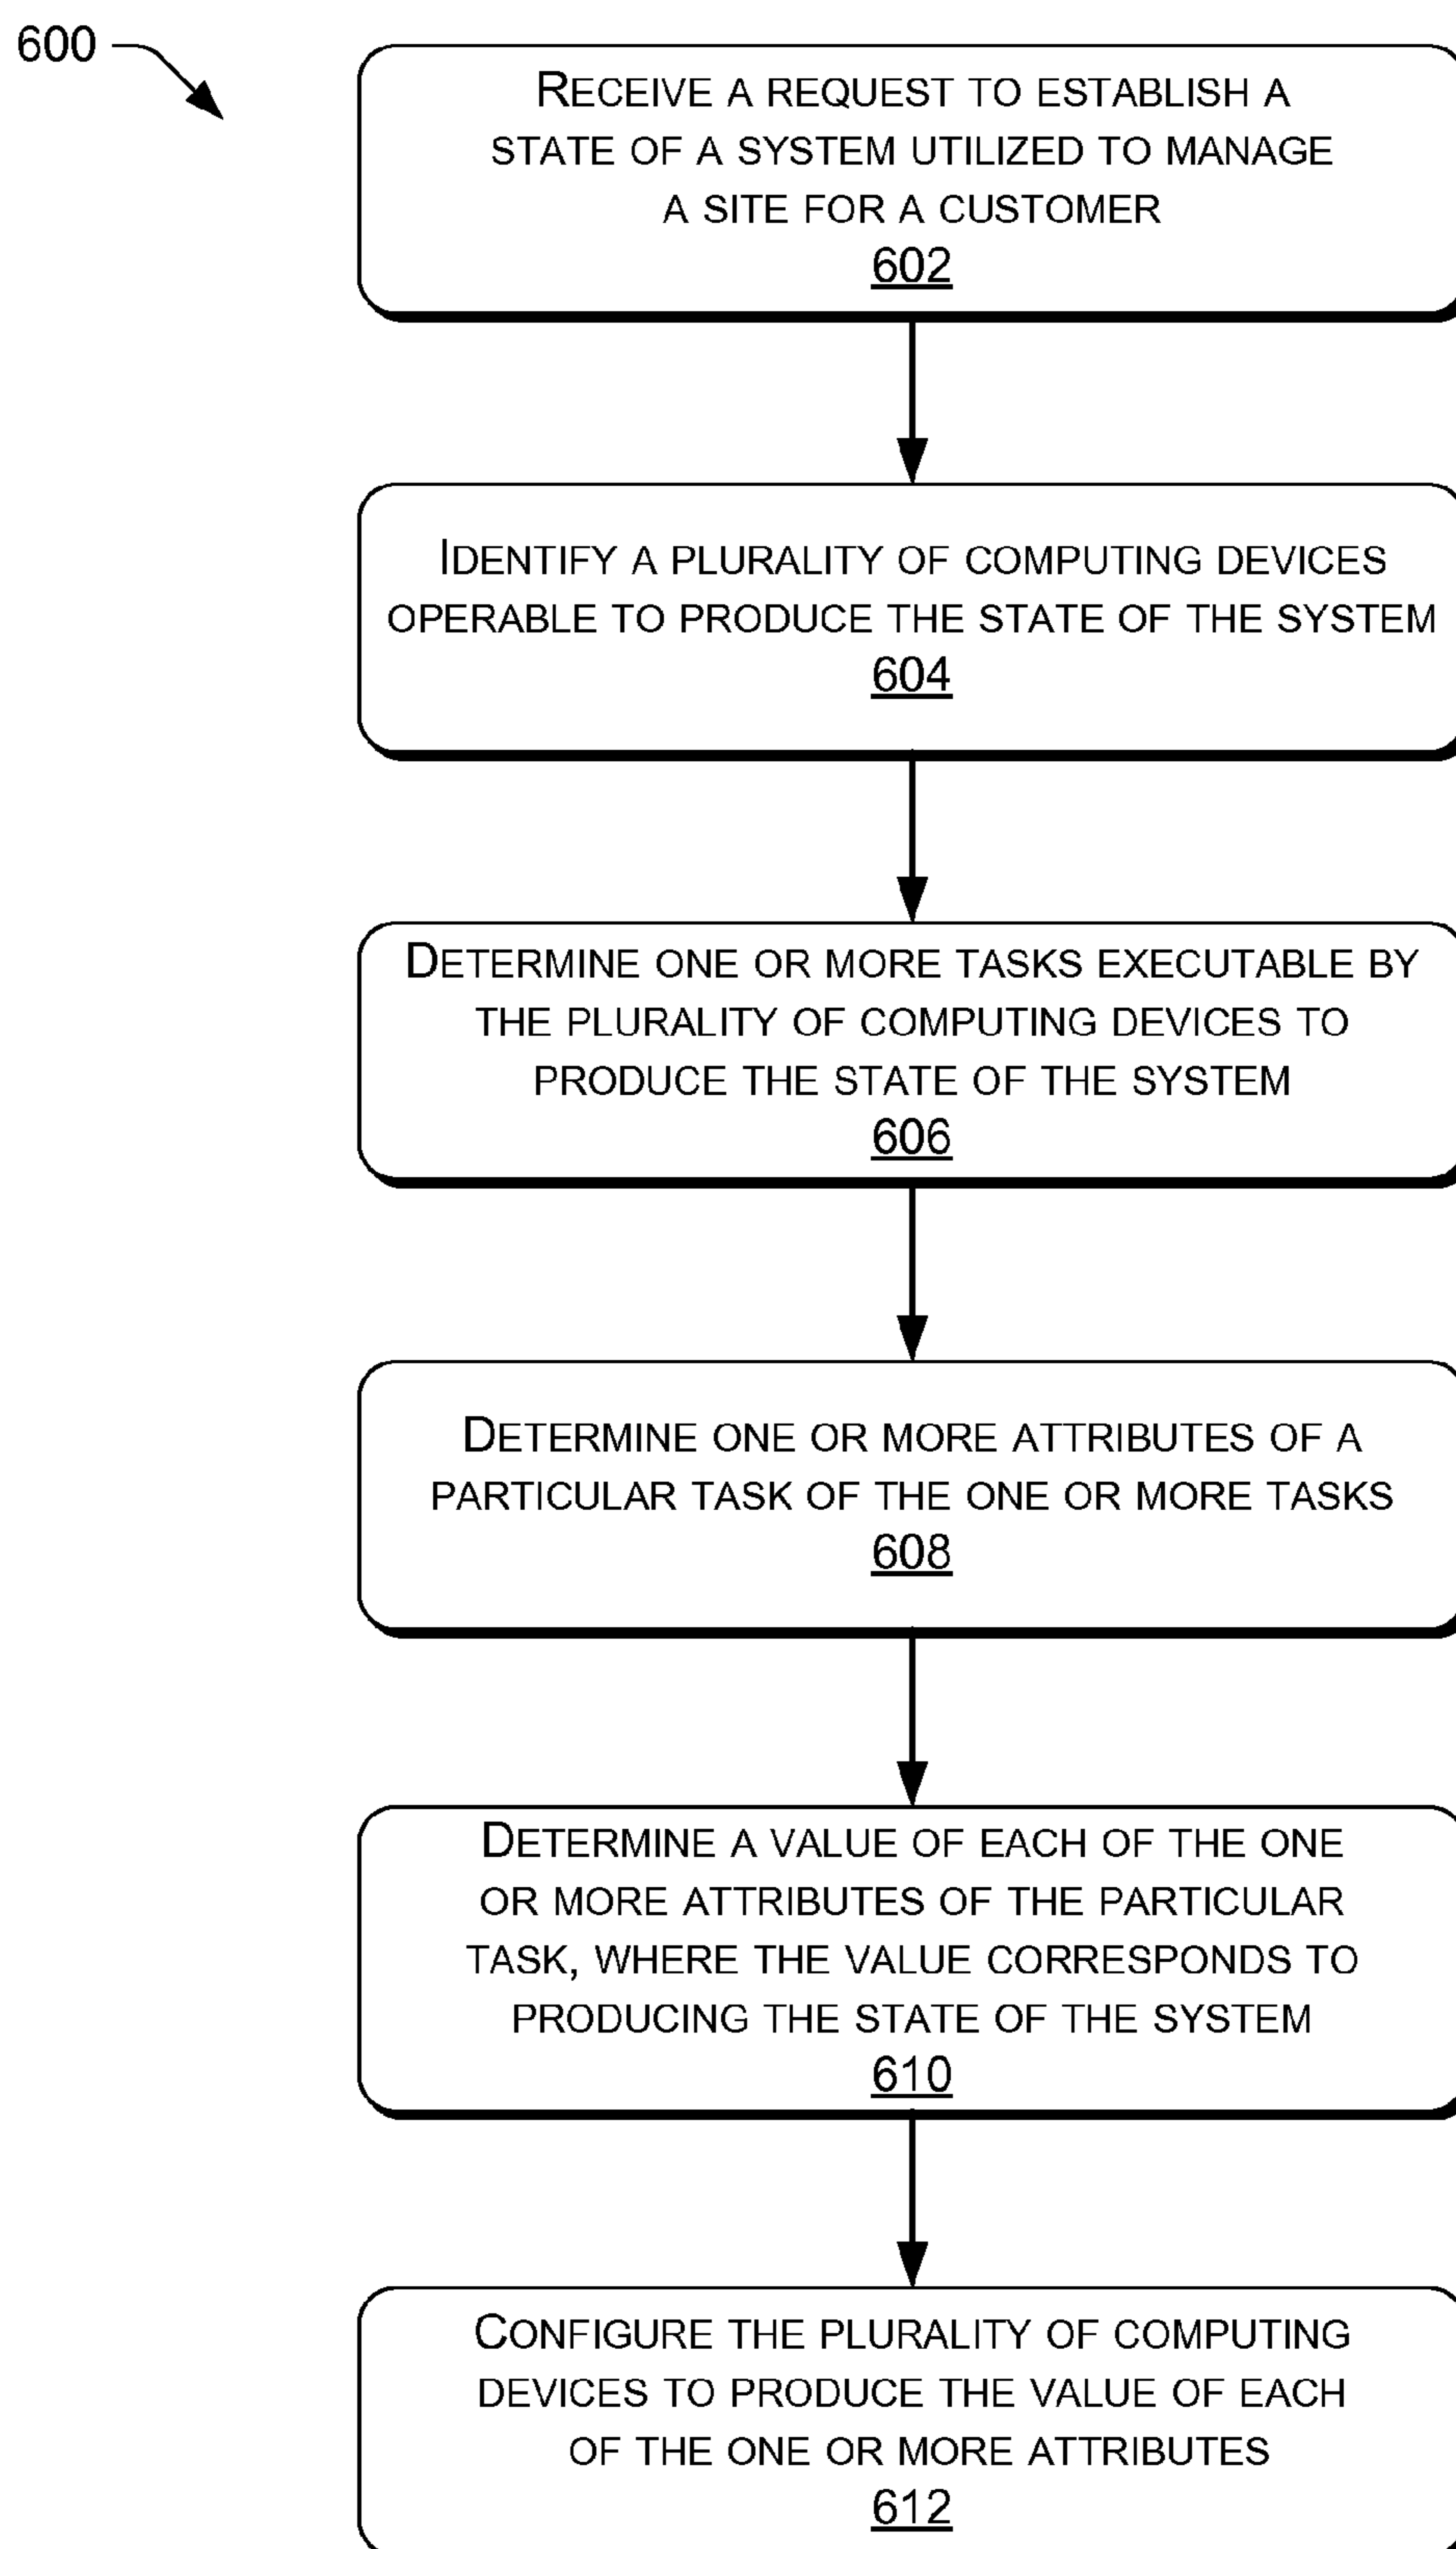 600
RECEIVE A REQUEST TO ESTABLISH A
STATE OF A SYSTEM UTILIZED TO MANAGE
A SITE FOR A CUSTOMER
602
IDENTIFY A PLURALITY OF COMPUTING DEVICES
OPERABLE TO PRODUCE THE STATE OF THE SYSTEM
604
DETERMINE ONE OR MORE TASKS EXECUTABLE BY
THE PLURALITY OF COMPUTING DEVICES TO
PRODUCE THE STATE OF THE SYSTEM
606
DETERMINE ONE OR MORE ATTRIBUTES OF A
PARTICULAR TASK OF THE ONE OR MORE TASKS
608
DETERMINE A VALUE OF EACH OF THE ONE
OR MORE ATTRIBUTES OF THE PARTICULAR
TASK, WHERE THE VALUE CORRESPONDS TO
PRODUCING THE STATE OF THE SYSTEM
610
CONFIGURE THE PLURALITY OF COMPUTING
DEVICES TO PRODUCE THE VALUE OF EACH
OF THE ONE OR MORE ATTRIBUTES
612